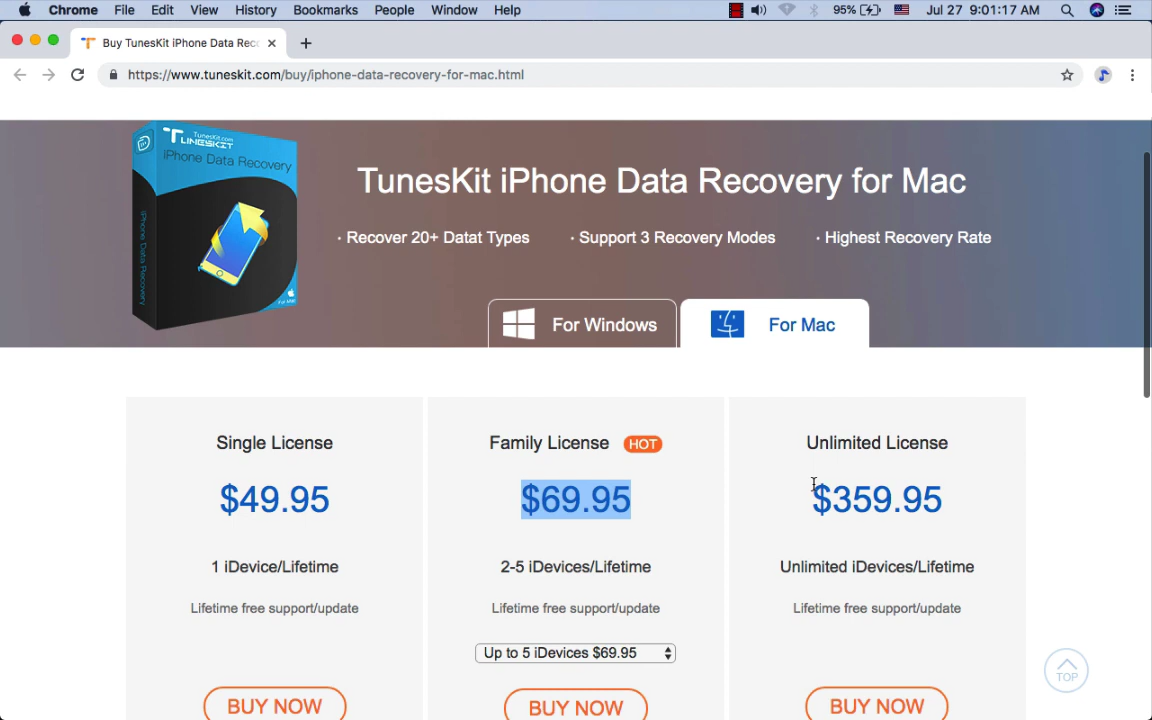 Chrome File Edit View History Bookmarks People Window Help 95% Jul 27 9:01:17 AM
Buy TunesKit iPhone Data Reco
https://www.tuneskit.com/buy/iphone-data-recovery-for-mac.html
TunesKit.com
TUNESKIT
iPhone Data Recovery
iPhone Data Recovery
For Mac
TunesKit iPhone Data Recovery for Mac
· Recover 20+ Datat Types · Support 3 Recovery Modes · Highest Recovery Rate
For Windows For Mac
Single License Family License HOT Unlimited License
$49.95 $69.95 $359.95
1 iDevice/Lifetime 2-5 iDevices/Lifetime Unlimited iDevices/Lifetime
Lifetime free support/update Lifetime free support/update Lifetime free support/update
Up to 5 iDevices $69.95
TOP
BUY NOW BUY NOW BUY NOW